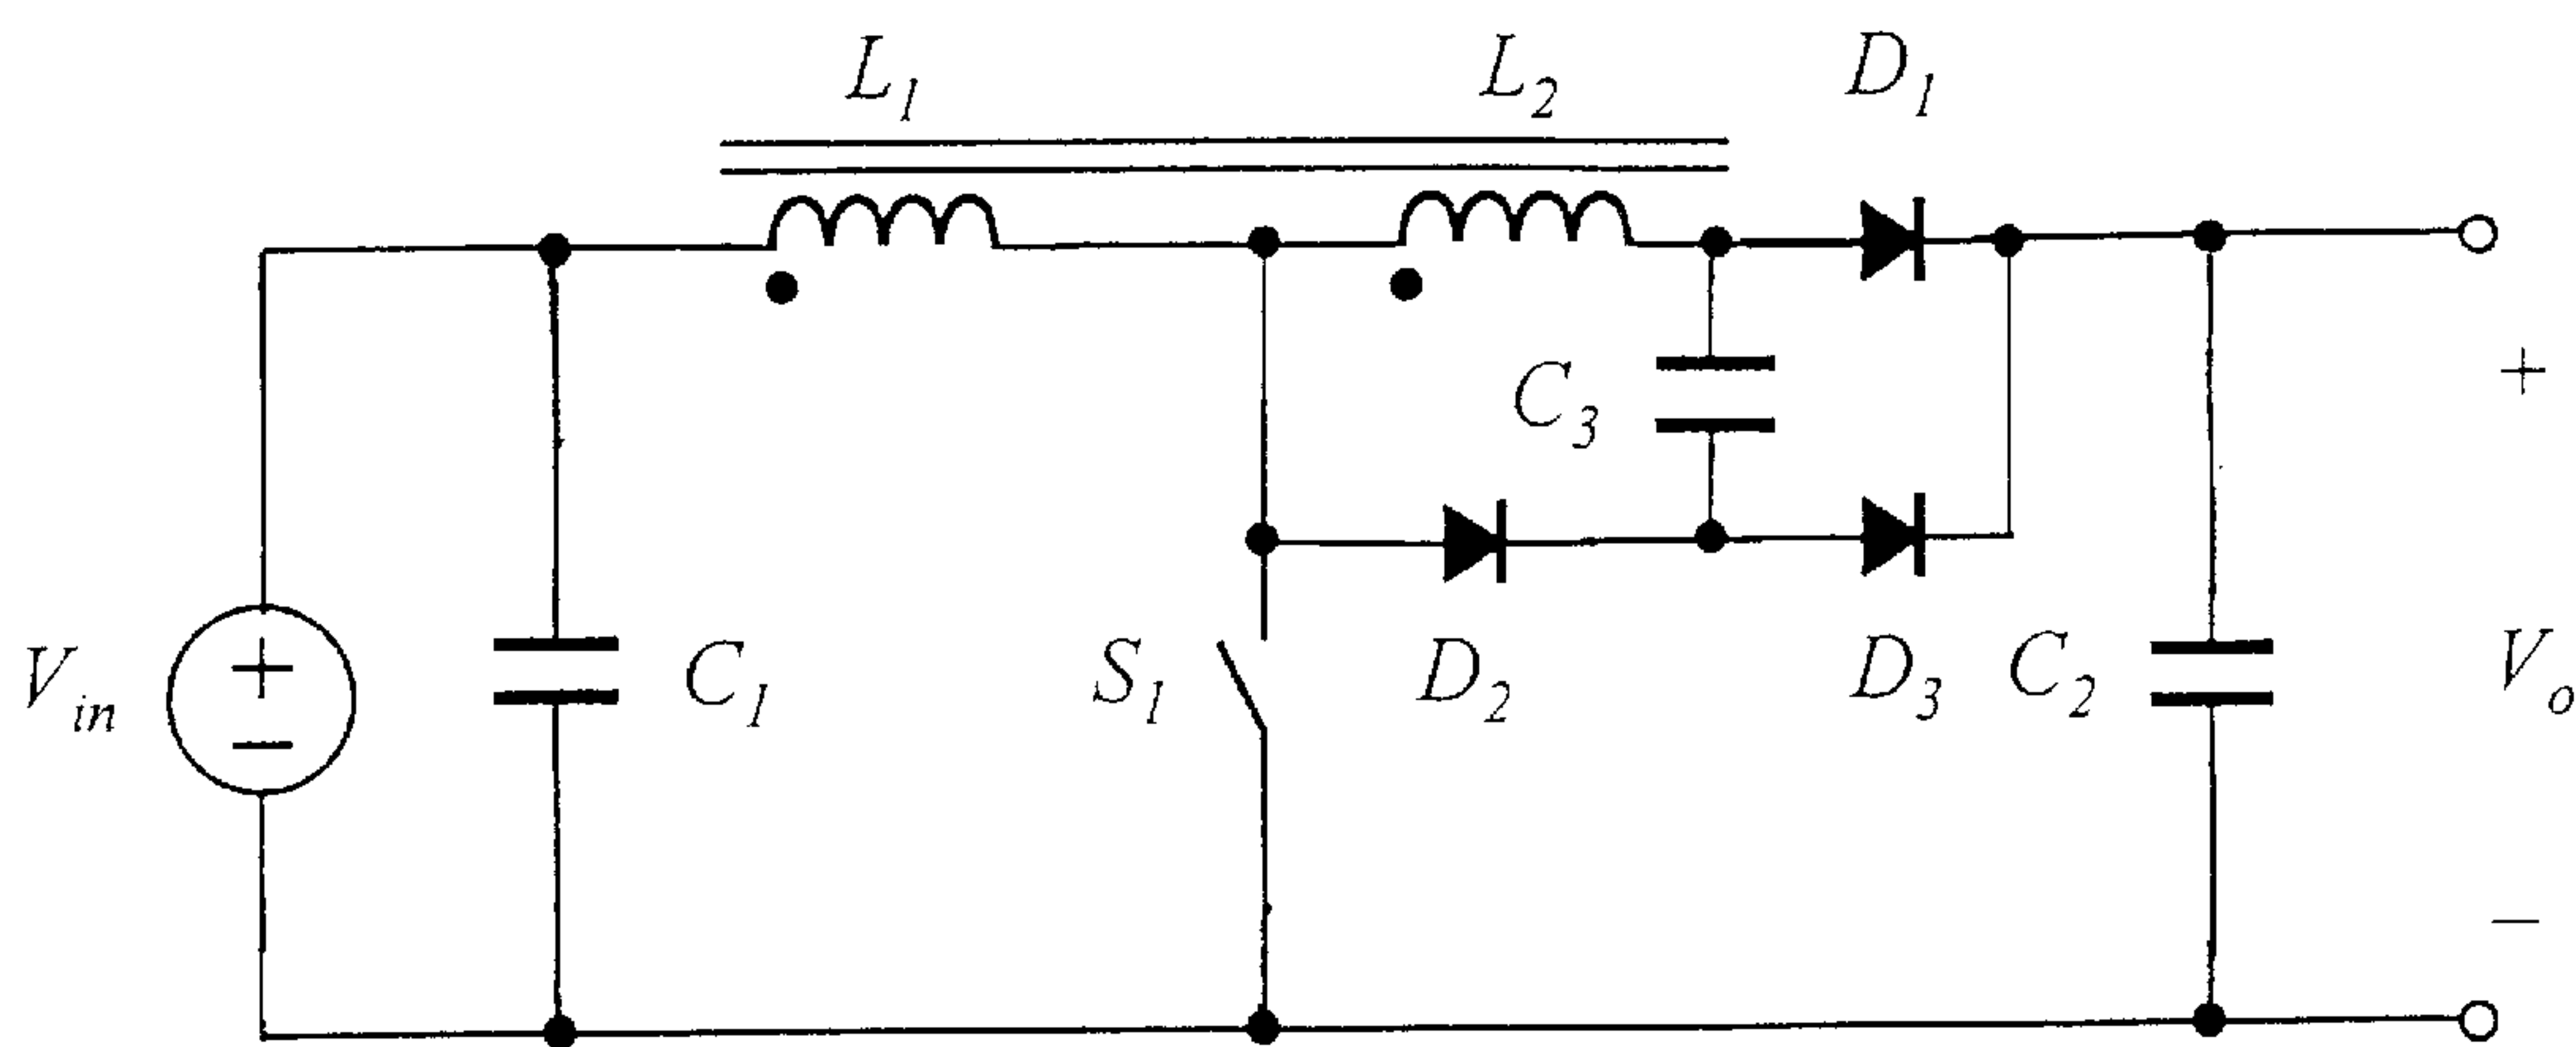 L1 L2 D1
C3 +
Vin + − C1 S1 D2 D3 C2 Vo
−